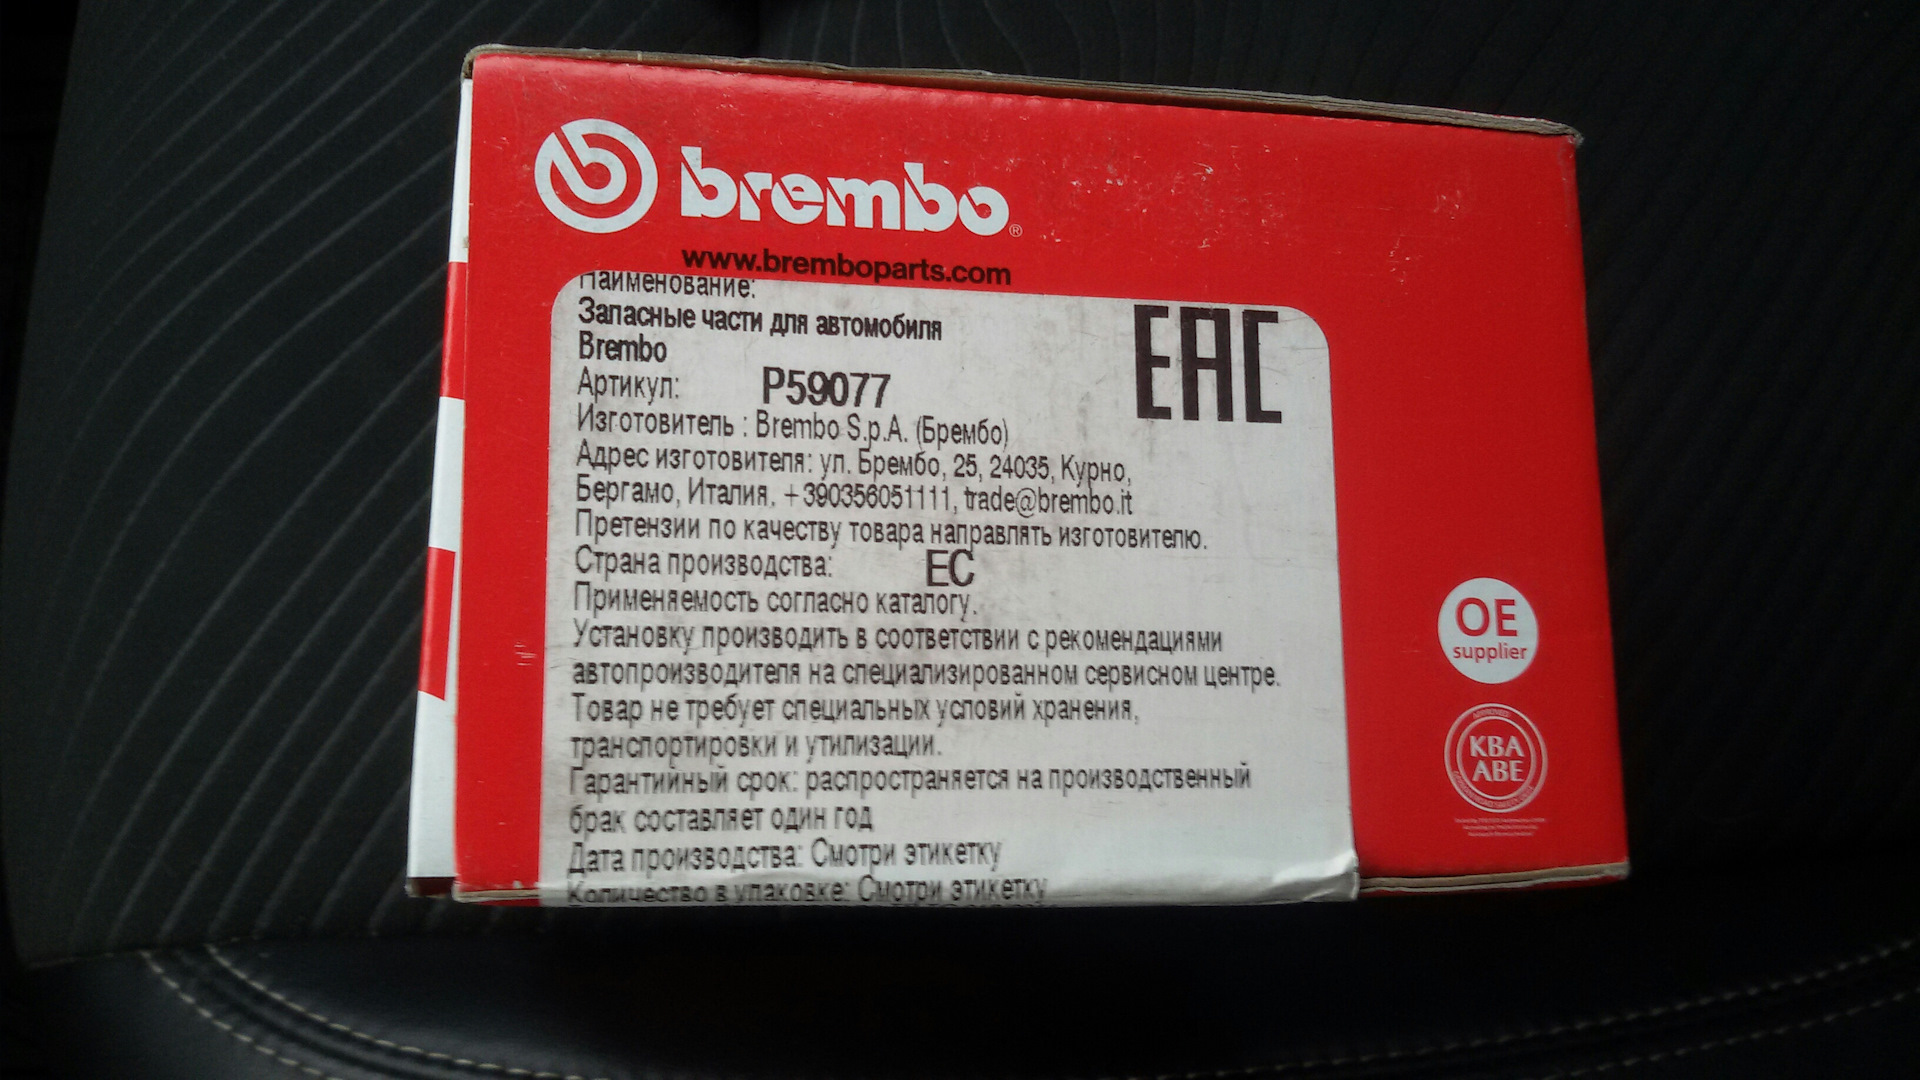 brembo®
www.bremboparts.com
Наименование:
Запасные части для автомобиля
Brembo
EAC
Артикул: P59077
Изготовитель : Brembo S.p.A. (Брембо)
Адрес изготовителя: ул. Брембо, 25, 24035, Курно,
Бергамо, Италия. +390356051111, trade@brembo.it
Претензии по качеству товара направлять изготовителю.
Страна производства: EC
Применяемость согласно каталогу.
Установку производить в соответствии с рекомендациями
автопроизводителя на специализированном сервисном центре.
Товар не требует специальных условий хранения,
транспортировки и утилизации.
Гарантийный срок: распространяется на производственный
брак составляет один год
Дата производства: Смотри этикетку
Количество в упаковке: Смотри этикетку
OE
supplier
APPROVED
KBA
ABE